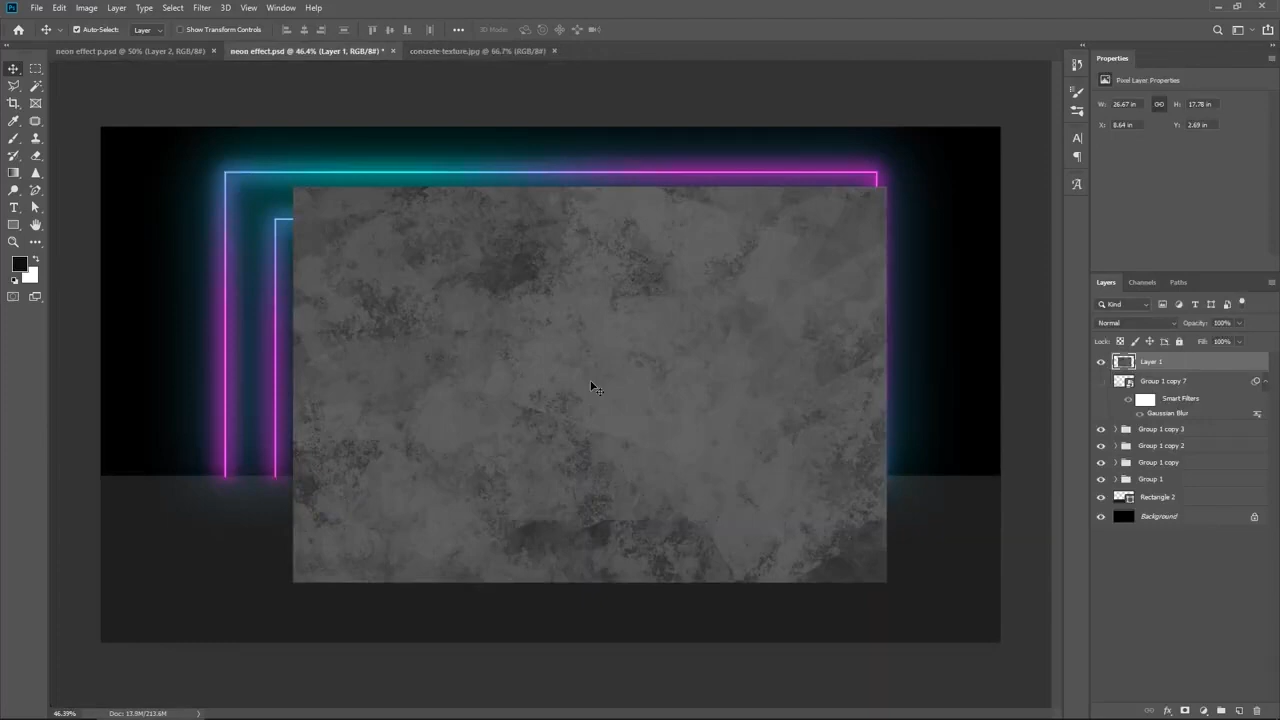 Ps File Edit Image Layer Type Select Filter 3D View Window Help
Auto-Select: Layer Show Transform Controls 3D Mode:
neon effect p.psd @ 50% (Layer 2, RGB/8#) × neon effect.psd @ 46.4% (Layer 1, RGB/8#) * × concrete-texture.jpg @ 66.7% (RGB/8#) ×
Properties
Pixel Layer Properties
W: 26.67 in H: 17.78 in
X: 8.64 in Y: 2.69 in
Layers Channels Paths
Kind
Normal Opacity: 100%
Lock: Fill: 100%
Layer 1
Group 1 copy 7
Smart Filters
Gaussian Blur
Group 1 copy 3
Group 1 copy 2
Group 1 copy
Group 1
Rectangle 2
Background
46.39% Doc: 13.9M/213.6M